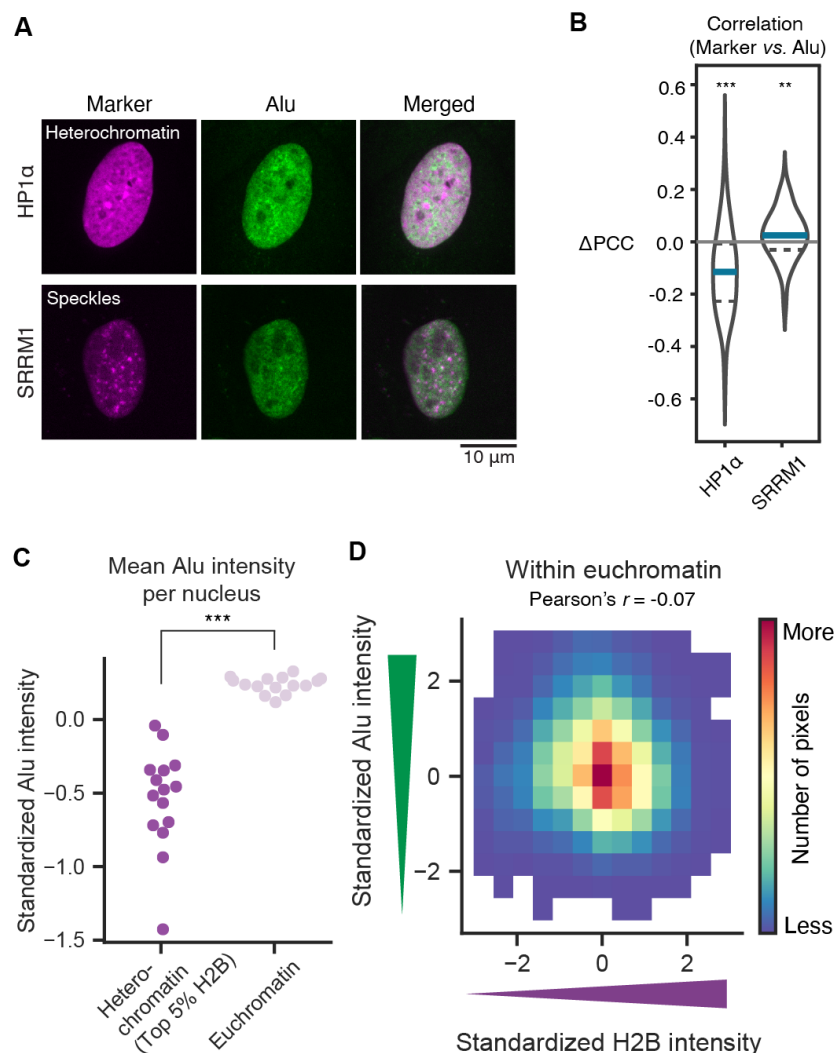 A
Marker
Alu
Merged
Heterochromatin
HP1α
Speckles
SRRM1
10 µm
B
Correlation
(Marker vs. Alu)
***
**
0.6
0.4
0.2
0.0
-0.2
-0.4
-0.6
ΔPCC
HP1α
SRRM1
C
Mean Alu intensity
per nucleus
***
Standardized Alu intensity
0.0
−0.5
−1.0
−1.5
Hetero-
chromatin
(Top 5% H2B)
Euchromatin
D
Within euchromatin
Pearson's r = -0.07
Standardized Alu intensity
2
0
−2
−2
0
2
Standardized H2B intensity
More
Number of pixels
Less